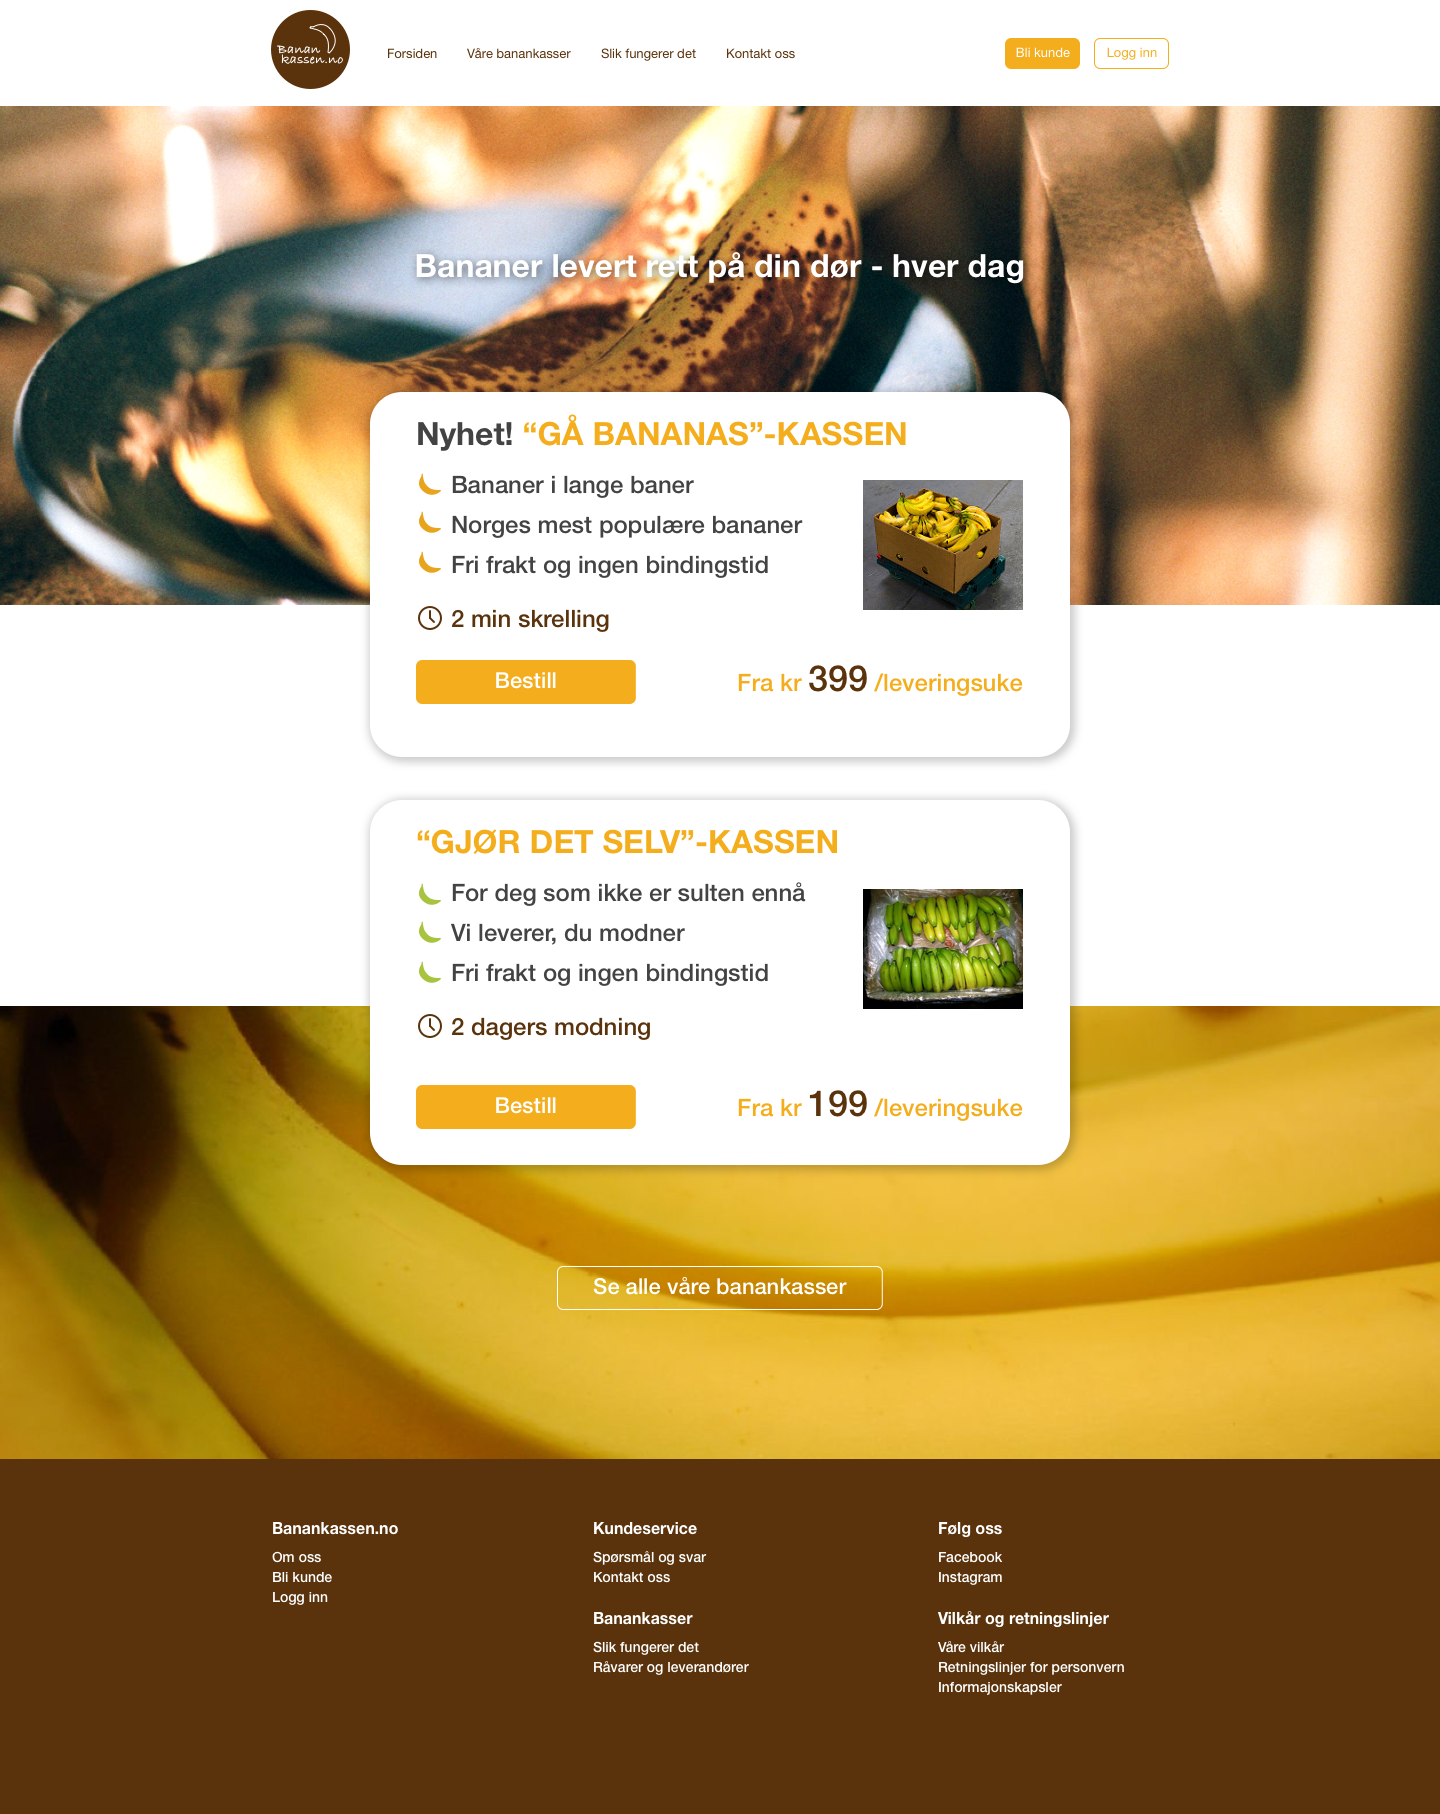 Banan
kassen.no
Forsiden
Våre banankasser
Slik fungerer det
Kontakt oss
Bli kunde
Logg inn
Bananer levert rett på din dør - hver dag
Nyhet! “GÅ BANANAS”-KASSEN
Bananer i lange baner
Norges mest populære bananer
Fri frakt og ingen bindingstid
2 min skrelling
Bestill
Fra kr 399 /leveringsuke
“GJØR DET SELV”-KASSEN
For deg som ikke er sulten ennå
Vi leverer, du modner
Fri frakt og ingen bindingstid
2 dagers modning
Bestill
Fra kr 199 /leveringsuke
Se alle våre banankasser
Banankassen.no
Om oss
Bli kunde
Logg inn
Kundeservice
Spørsmål og svar
Kontakt oss
Banankasser
Slik fungerer det
Råvarer og leverandører
Følg oss
Facebook
Instagram
Vilkår og retningslinjer
Våre vilkår
Retningslinjer for personvern
Informajonskapsler